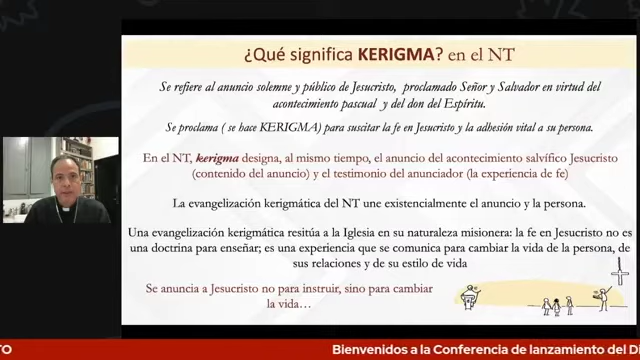 ¿Qué significa KERIGMA? en el NT
Se refiere al anuncio solemne y público de Jesucristo, proclamado Señor y Salvador en virtud del
acontecimiento pascual y del don del Espíritu.
Se proclama ( se hace KERIGMA) para suscitar la fe en Jesucristo y la adhesión vital a su persona.
En el NT, kerigma designa, al mismo tiempo, el anuncio del acontecimiento salvífico Jesucristo
(contenido del anuncio) y el testimonio del anunciador (la experiencia de fe)
La evangelización kerigmática del NT une existencialmente el anuncio y la persona.
Una evangelización kerigmática resitúa a la Iglesia en su naturaleza misionera: la fe en Jesucristo no es
una doctrina para enseñar; es una experiencia que se comunica para cambiar la vida de la persona, de
sus relaciones y de su estilo de vida
Se anuncia a Jesucristo no para instruir, sino para cambiar
la vida…
TO
Bienvenidos a la Conferencia de lanzamiento del Di